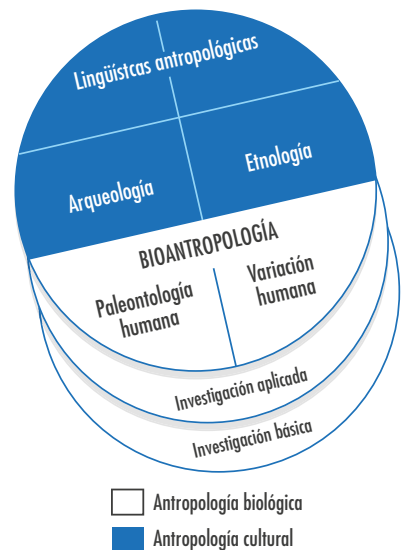 Lingüístcas antropológicas
Arqueología
Etnología
BIOANTROPOLOGÍA
Paleontología
humana
Variación
humana
Investigación aplicada
Investigación básica
Antropología biológica
Antropología cultural